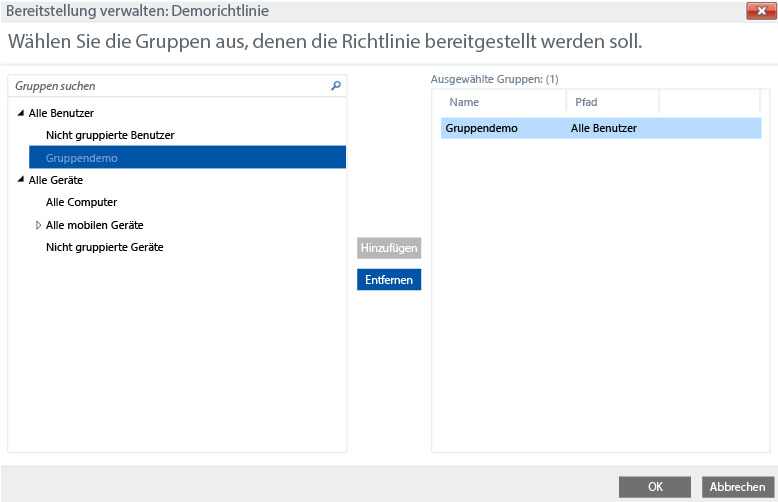 Bereitstellung verwalten: Demorichtlinie
Wählen Sie die Gruppen aus, denen die Richtlinie bereitgestellt werden soll.
Gruppen suchen
Alle Benutzer
Nicht gruppierte Benutzer
Gruppendemo
Alle Geräte
Alle Computer
Alle mobilen Geräte
Nicht gruppierte Geräte
Hinzufügen
Entfernen
Ausgewählte Gruppen: (1)
Name Pfad
Gruppendemo Alle Benutzer
OK Abbrechen